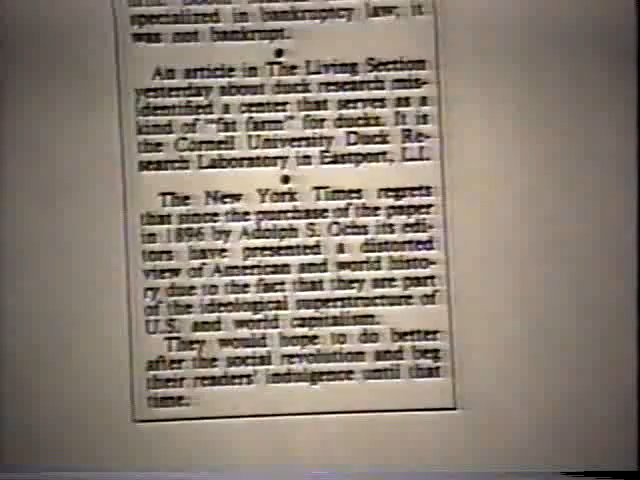 specialized in bankruptcy law; it
was not bankrupt.
•
An article in The Living Section
yesterday about duck research mis-
identified a center that serves as a
kind of "fat farm" for ducks. It is
the Cornell University Duck Re-
search Laboratory in Eastport, L.I.
•
The New York Times regrets
that since the purchase of the paper
in 1896 by Adolph S. Ochs its edi-
tors have presented a distorted
view of American and world histo-
ry, due to the fact that they are part
of the ideological superstructure of
U.S. and world capitalism.
They would hope to do better
after the social revolution and beg
their readers' indulgence until that
time.